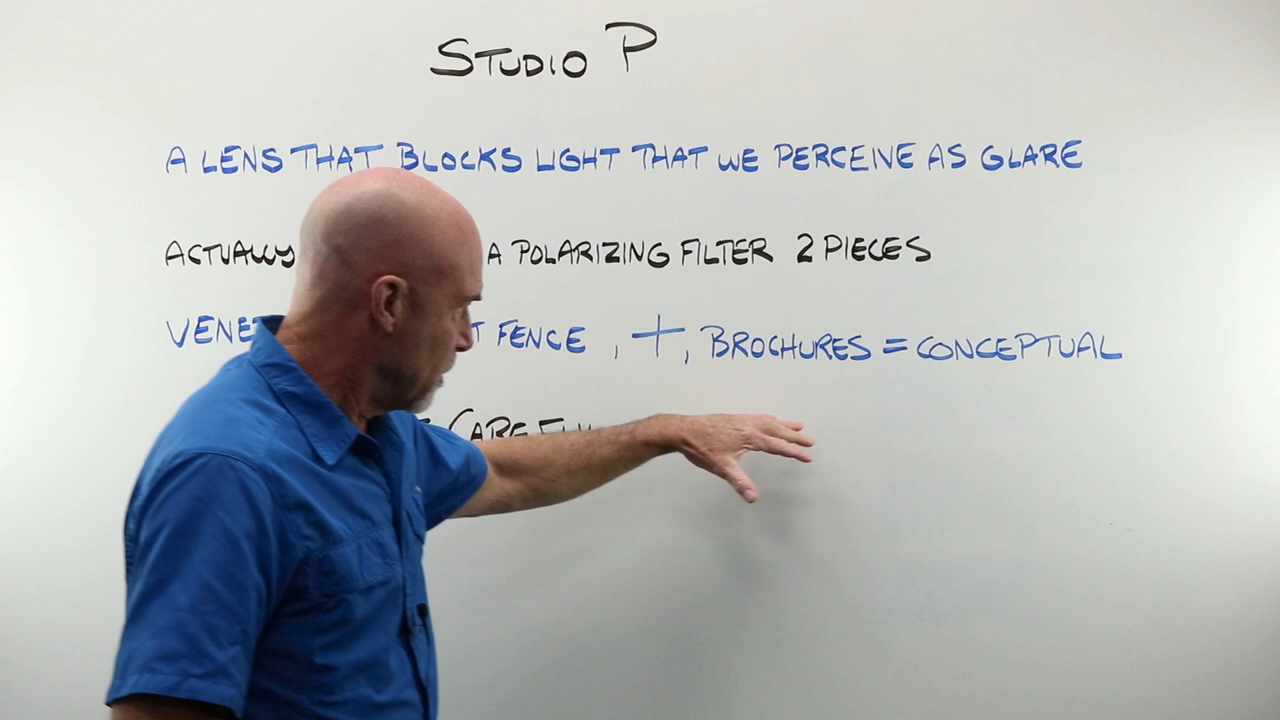 STUDIO P
A LENS THAT BLOCKS LIGHT THAT WE PERCEIVE AS GLARE
ACTUALLY A POLARIZING FILTER 2 PIECES
FENCE , + , BROCHURES = CONCEPTUAL